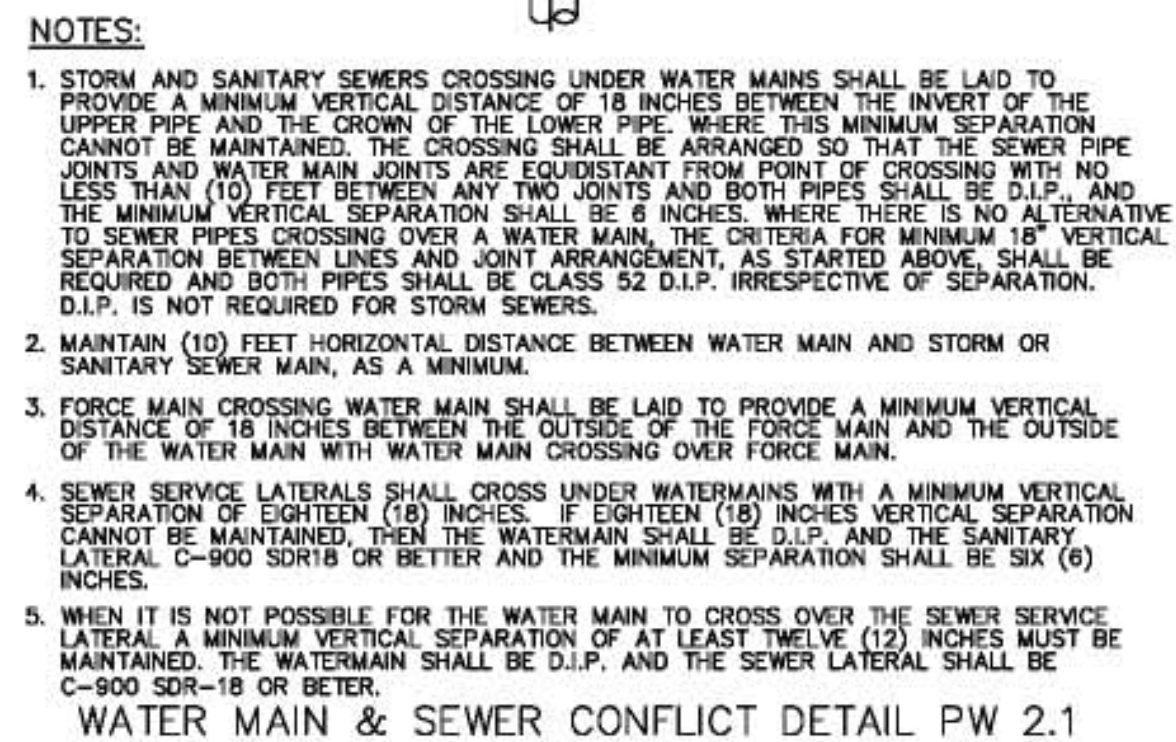 NOTES:
1. STORM AND SANITARY SEWERS CROSSING UNDER WATER MAINS SHALL BE LAID TO
PROVIDE A MINIMUM VERTICAL DISTANCE OF 18 INCHES BETWEEN THE INVERT OF THE
UPPER PIPE AND THE CROWN OF THE LOWER PIPE. WHERE THIS MINIMUM SEPARATION
CANNOT BE MAINTAINED. THE CROSSING SHALL BE ARRANGED SO THAT THE SEWER PIPE
JOINTS AND WATER MAIN JOINTS ARE EQUIDISTANT FROM POINT OF CROSSING WITH NO
LESS THAN (10) FEET BETWEEN ANY TWO JOINTS AND BOTH PIPES SHALL BE D.I.P., AND
THE MINIMUM VERTICAL SEPARATION SHALL BE 6 INCHES. WHERE THERE IS NO ALTERNATIVE
TO SEWER PIPES CROSSING OVER A WATER MAIN, THE CRITERIA FOR MINIMUM 18" VERTICAL
SEPARATION BETWEEN LINES AND JOINT ARRANGEMENT, AS STARTED ABOVE, SHALL BE
REQUIRED AND BOTH PIPES SHALL BE CLASS 52 D.I.P. IRRESPECTIVE OF SEPARATION.
D.I.P. IS NOT REQUIRED FOR STORM SEWERS.
2. MAINTAIN (10) FEET HORIZONTAL DISTANCE BETWEEN WATER MAIN AND STORM OR
SANITARY SEWER MAIN, AS A MINIMUM.
3. FORCE MAIN CROSSING WATER MAIN SHALL BE LAID TO PROVIDE A MINIMUM VERTICAL
DISTANCE OF 18 INCHES BETWEEN THE OUTSIDE OF THE FORCE MAIN AND THE OUTSIDE
OF THE WATER MAIN WITH WATER MAIN CROSSING OVER FORCE MAIN.
4. SEWER SERVICE LATERALS SHALL CROSS UNDER WATERMAINS WITH A MINIMUM VERTICAL
SEPARATION OF EIGHTEEN (18) INCHES. IF EIGHTEEN (18) INCHES VERTICAL SEPARATION
CANNOT BE MAINTAINED, THEN THE WATERMAIN SHALL BE D.I.P. AND THE SANITARY
LATERAL C-900 SDR18 OR BETTER AND THE MINIMUM SEPARATION SHALL BE SIX (6)
INCHES.
5. WHEN IT IS NOT POSSIBLE FOR THE WATER MAIN TO CROSS OVER THE SEWER SERVICE
LATERAL A MINIMUM VERTICAL SEPARATION OF AT LEAST TWELVE (12) INCHES MUST BE
MAINTAINED. THE WATERMAIN SHALL BE D.I.P. AND THE SEWER LATERAL SHALL BE
C-900 SDR-18 OR BETER.
WATER MAIN & SEWER CONFLICT DETAIL PW 2.1